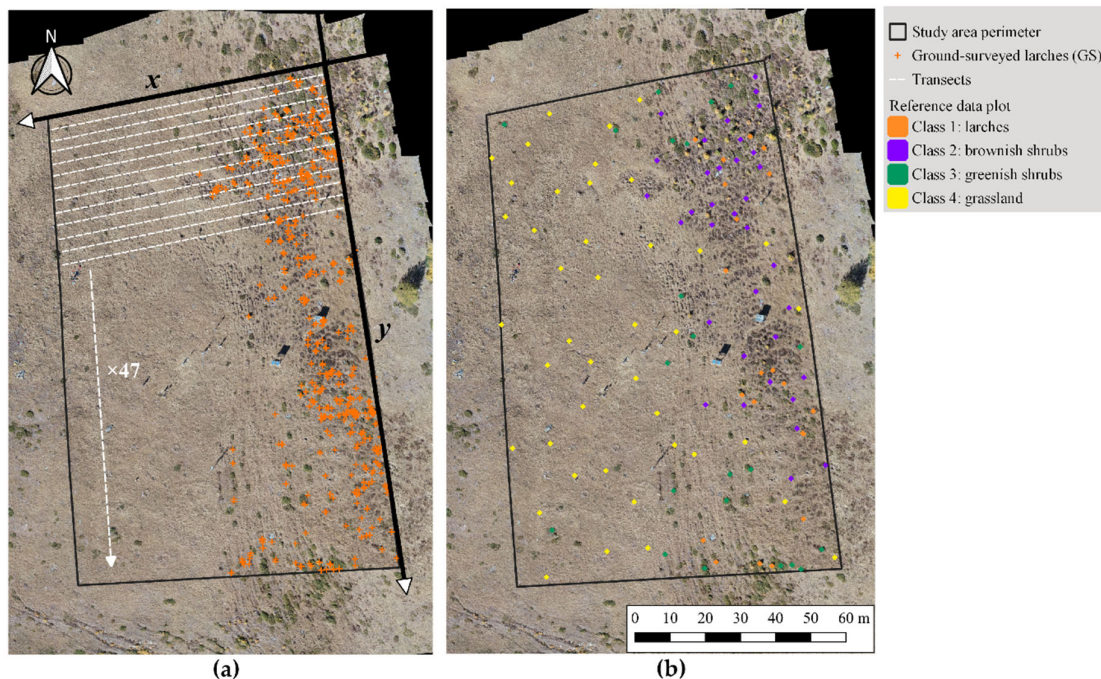 N
x
y
×47
(a)
(b)
0 10 20 30 40 50 60 m
Study area perimeter
Ground-surveyed larches (GS)
Transects
Reference data plot
Class 1: larches
Class 2: brownish shrubs
Class 3: greenish shrubs
Class 4: grassland